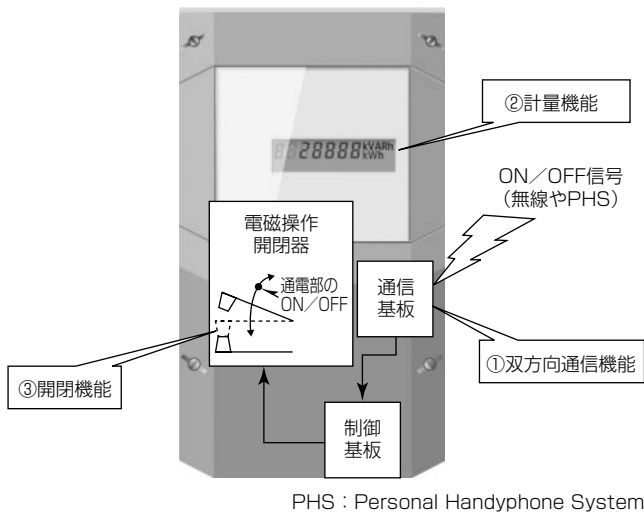 ②計量機能
28888 kVARh
kWh
ON／OFF信号
（無線やPHS）
電磁操作
開閉器
通電部の
ON／OFF
通信
基板
①双方向通信機能
③開閉機能
制御
基板
PHS：Personal Handyphone System